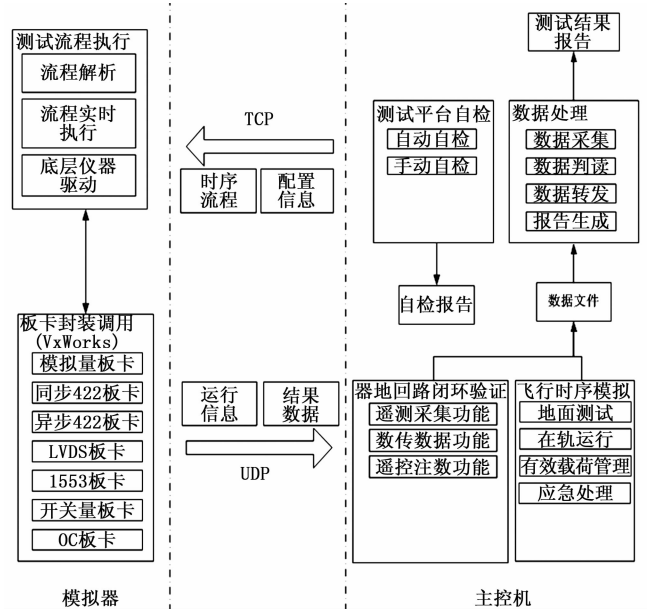 测试流程执行
流程解析
流程实时
执行
底层仪器
驱动
板卡封装调用
(VxWorks)
模拟量板卡
同步422板卡
异步422板卡
LVDS板卡
1553板卡
开关量板卡
OC板卡
模拟器
TCP
时序
流程
配置
信息
运行
信息
结果
数据
UDP
测试结果
报告
测试平台自检
自动自检
手动自检
自检报告
数据处理
数据采集
数据判读
数据转发
报告生成
数据文件
器地回路闭环验证
遥测采集功能
数传数据功能
遥控注数功能
飞行时序模拟
地面测试
在轨运行
有效载荷管理
应急处理
主控机